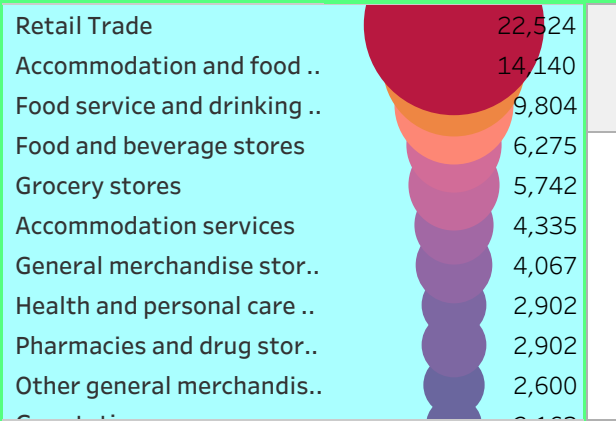 Retail Trade 22,524
Accommodation and food .. 14,140
Food service and drinking .. 9,804
Food and beverage stores 6,275
Grocery stores 5,742
Accommodation services 4,335
General merchandise stor.. 4,067
Health and personal care .. 2,902
Pharmacies and drug stor.. 2,902
Other general merchandis.. 2,600